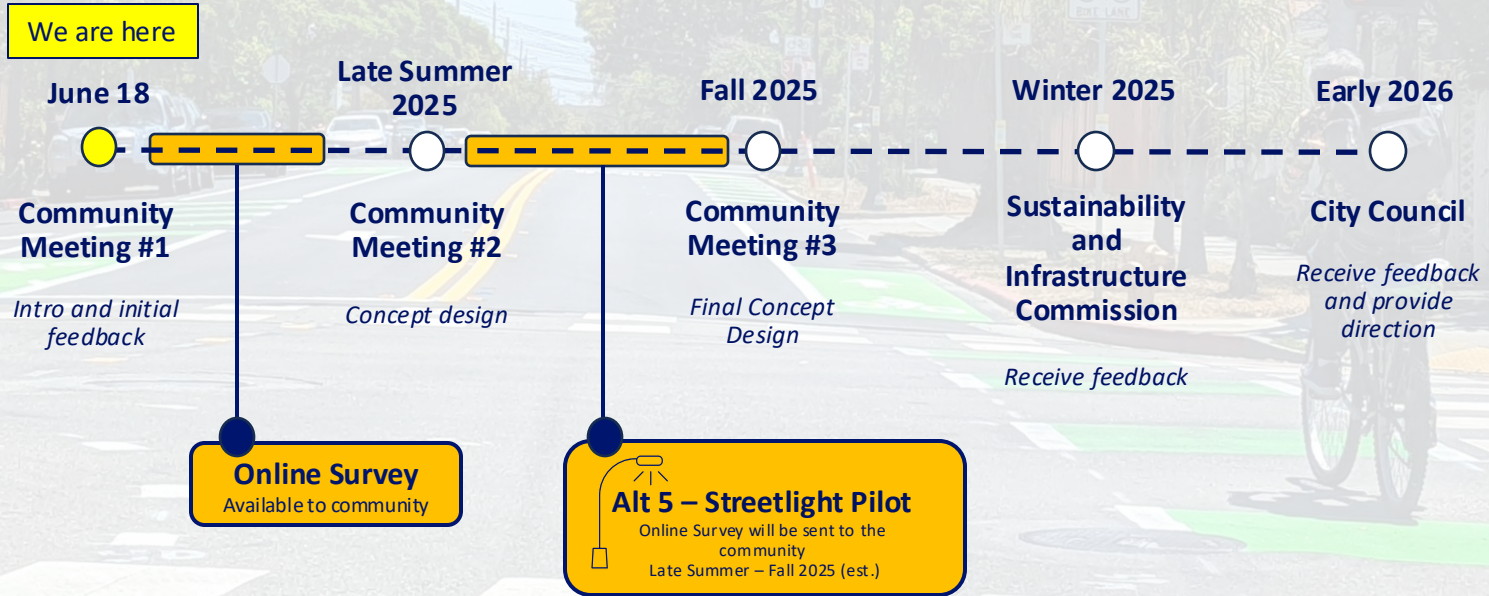 We are here
June 18
Late Summer
2025
Fall 2025
Winter 2025
Early 2026
Community
Meeting #1
Intro and initial
feedback
Community
Meeting #2
Concept design
Community
Meeting #3
Final Concept
Design
Sustainability
and
Infrastructure
Commission
Receive feedback
City Council
Receive feedback
and provide
direction
Online Survey
Available to community
Alt 5 – Streetlight Pilot
Online Survey will be sent to the
community
Late Summer – Fall 2025 (est.)